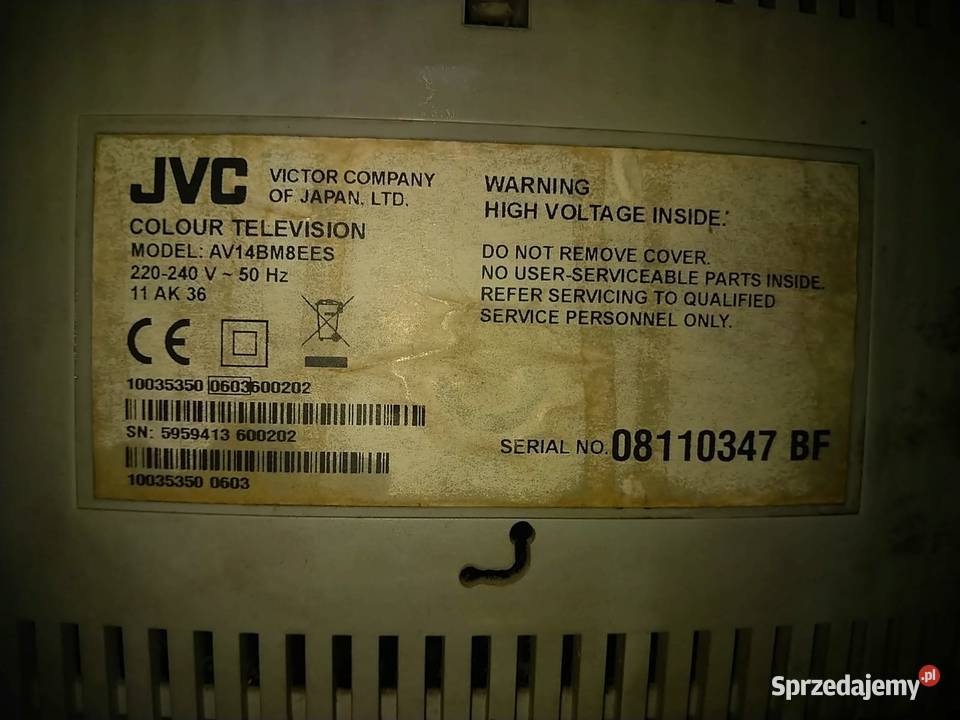 JVC VICTOR COMPANY
OF JAPAN, LTD.
COLOUR TELEVISION
MODEL: AV14BM8EES
220-240 V ~ 50 Hz
11 AK 36
CE
10035350 0603600202
SN: 5959413 600202
10035350 0603
WARNING
HIGH VOLTAGE INSIDE.
DO NOT REMOVE COVER.
NO USER-SERVICEABLE PARTS INSIDE.
REFER SERVICING TO QUALIFIED
SERVICE PERSONNEL ONLY.
SERIAL NO. 08110347 BF
Sprzedajemy.pl